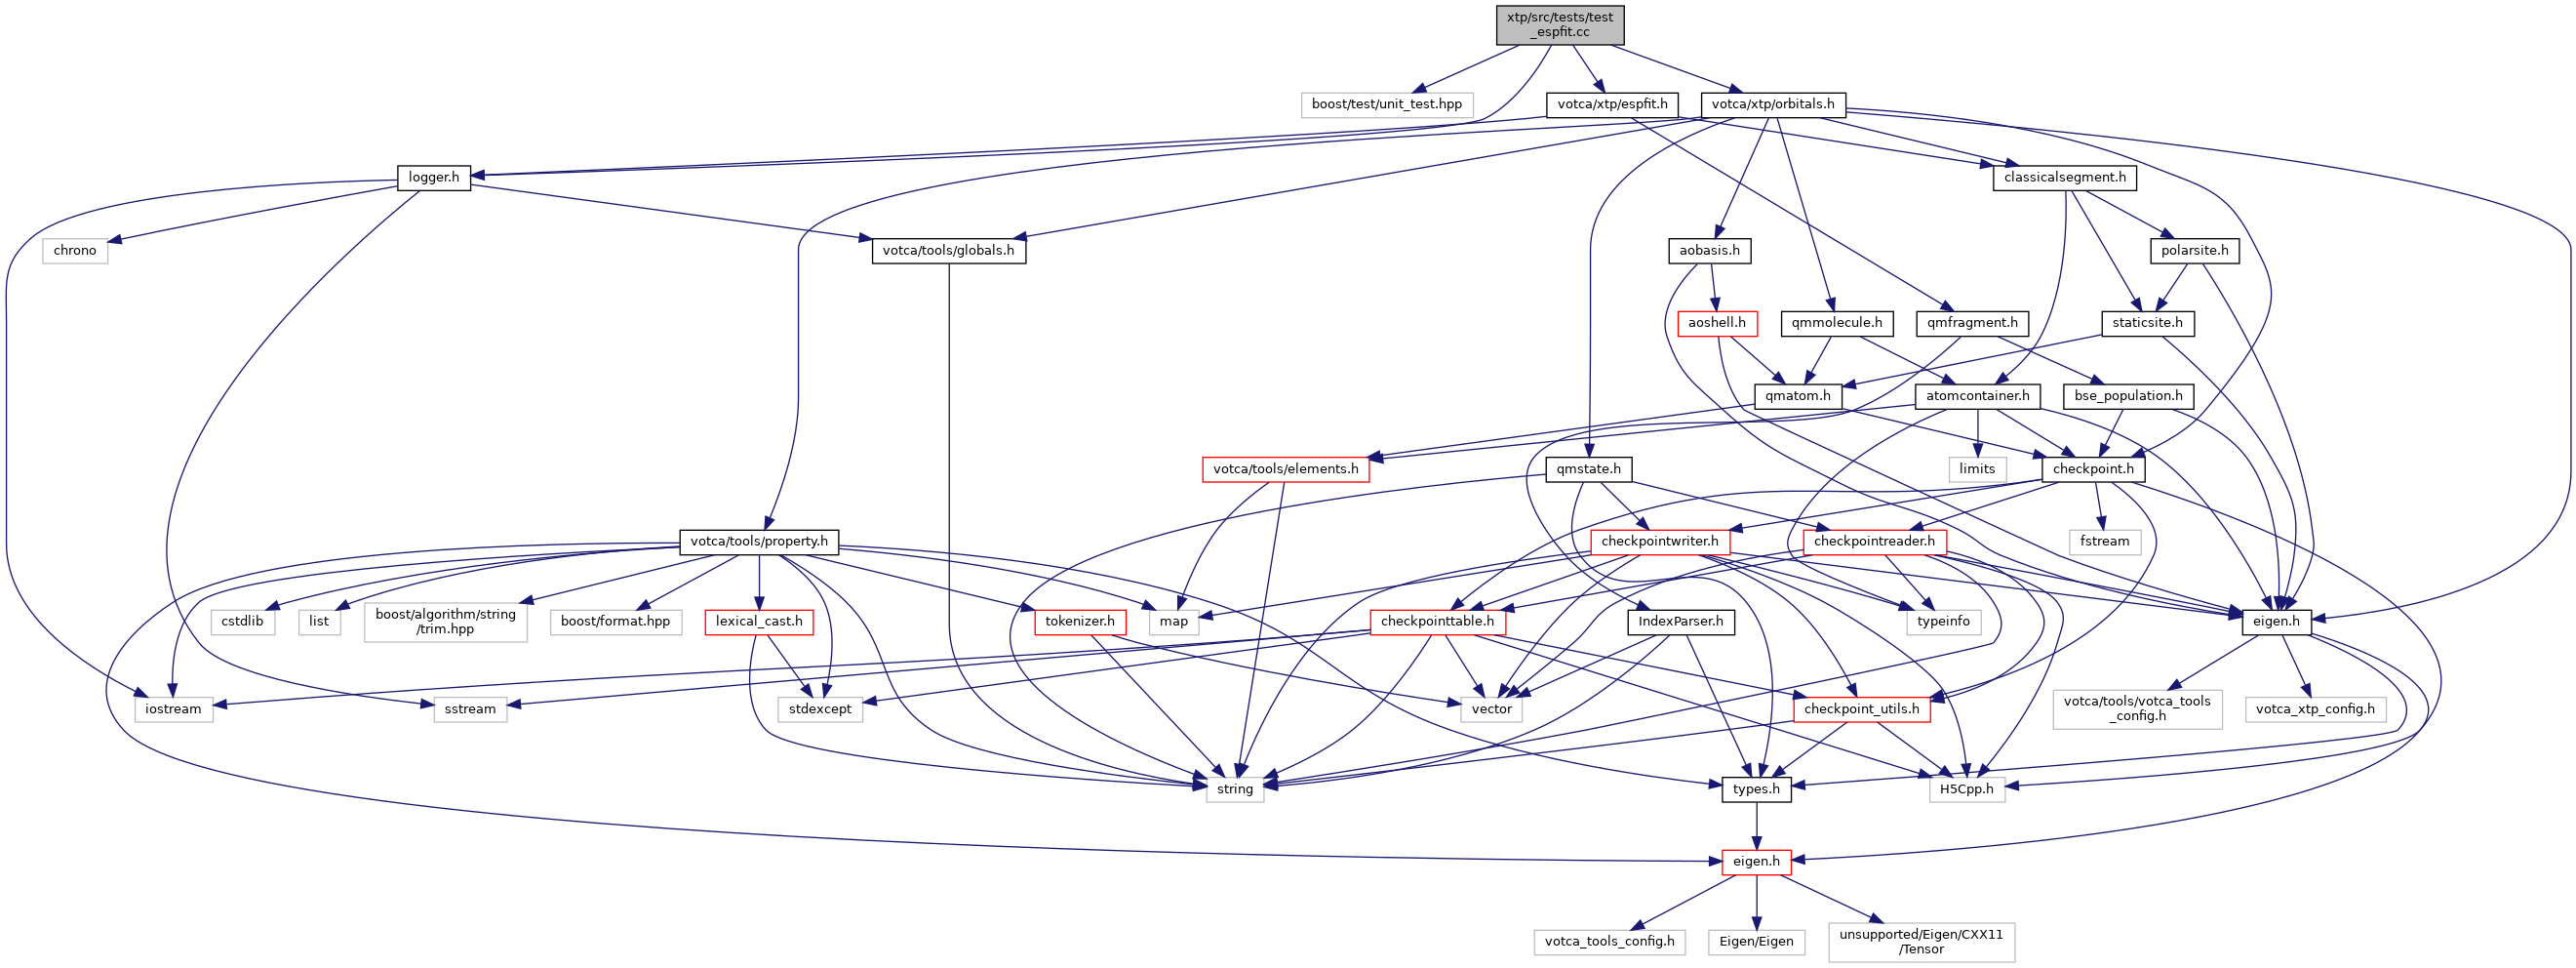 xtp/src/tests/test
_espfit.cc
boost/test/unit_test.hpp
votca/xtp/espfit.h
votca/xtp/orbitals.h
logger.h
classicalsegment.h
chrono
votca/tools/globals.h
aobasis.h
polarsite.h
aoshell.h
qmmolecule.h
qmfragment.h
staticsite.h
qmatom.h
atomcontainer.h
bse_population.h
votca/tools/elements.h
qmstate.h
limits
checkpoint.h
votca/tools/property.h
checkpointwriter.h
checkpointreader.h
fstream
cstdlib
list
boost/algorithm/string
/trim.hpp
boost/format.hpp
lexical_cast.h
tokenizer.h
map
checkpointtable.h
IndexParser.h
typeinfo
eigen.h
iostream
sstream
stdexcept
vector
checkpoint_utils.h
votca/tools/votca_tools
_config.h
votca_xtp_config.h
string
types.h
H5Cpp.h
eigen.h
votca_tools_config.h
Eigen/Eigen
unsupported/Eigen/CXX11
/Tensor